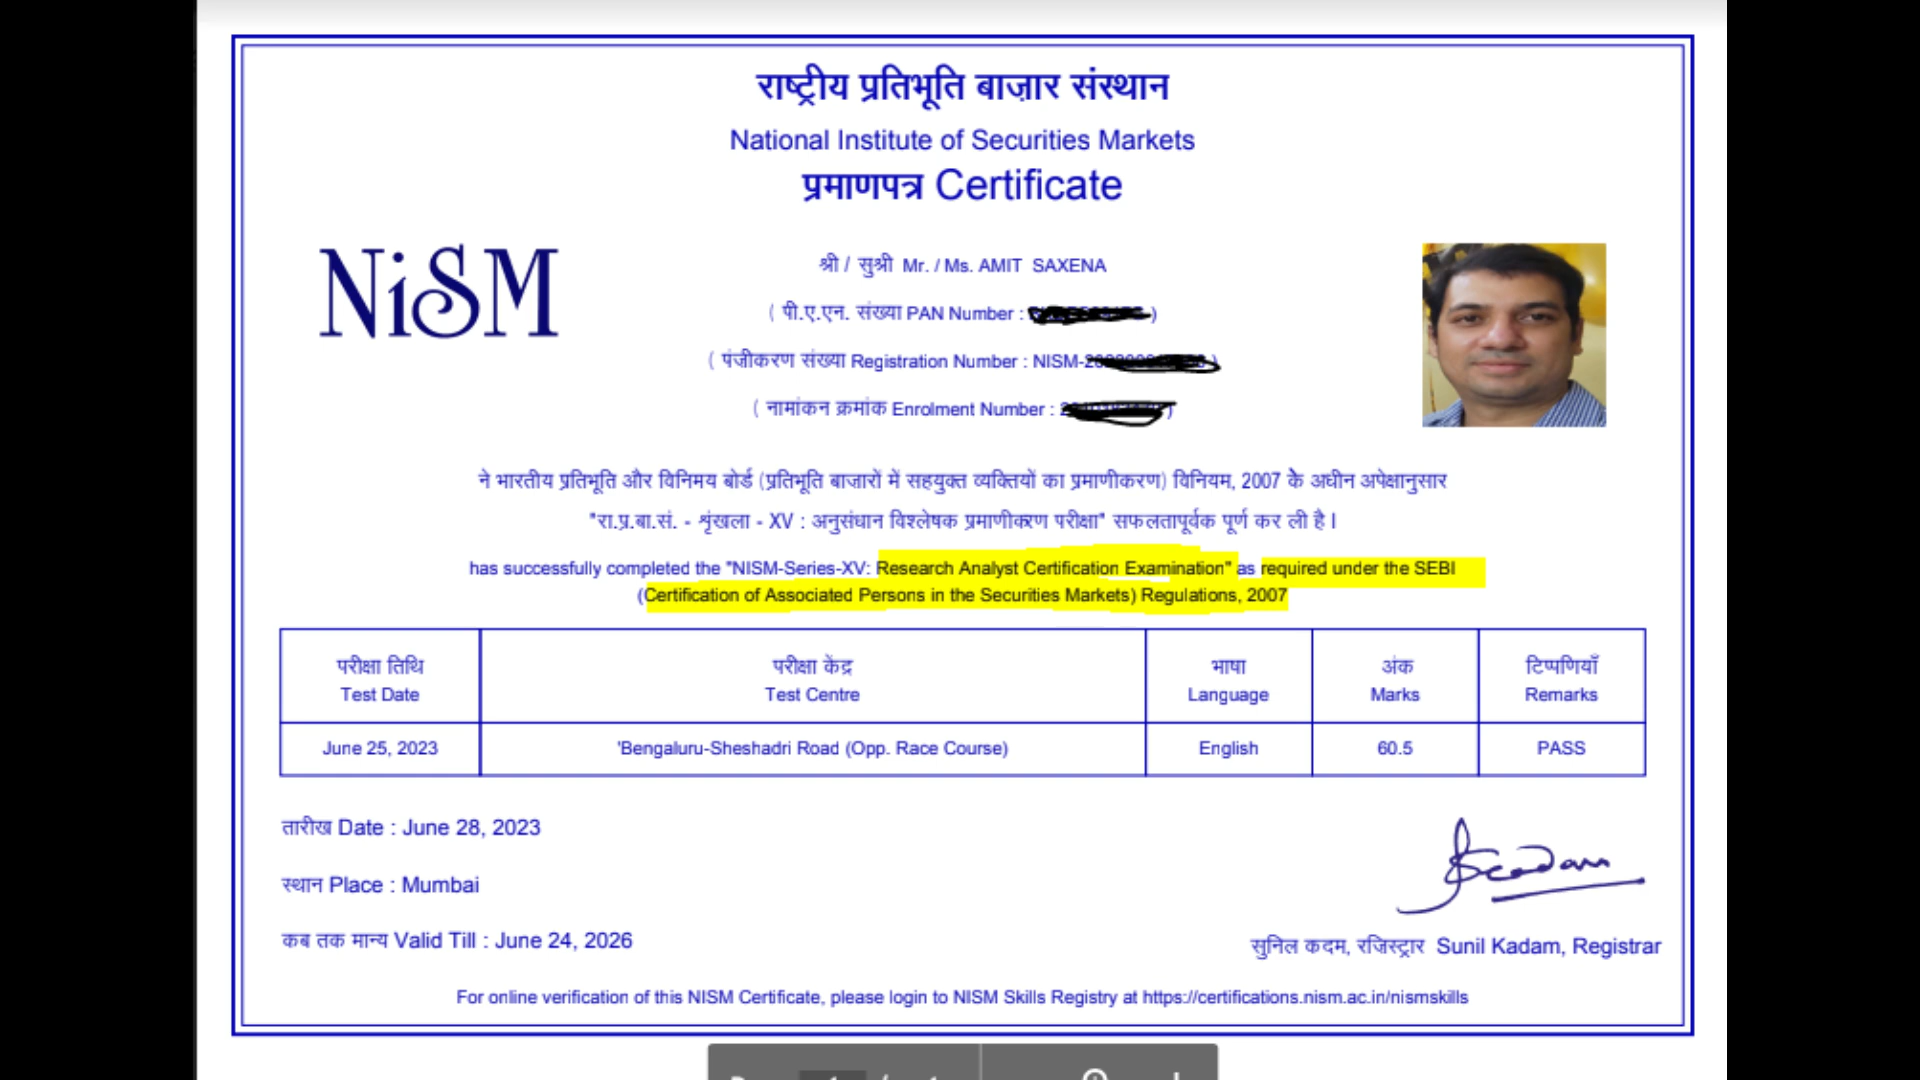 राष्ट्रीय प्रतिभूति बाज़ार संस्थान
National Institute of Securities Markets
प्रमाणपत्र Certificate
NiSM
श्री / सुश्री Mr. / Ms. AMIT SAXENA
( पी.ए.एन. संख्या PAN Number : )
( पंजीकरण संख्या Registration Number : NISM- )
( नामांकन क्रमांक Enrolment Number : )
ने भारतीय प्रतिभूति और विनिमय बोर्ड (प्रतिभूति बाजारों में सहयुक्त व्यक्तियों का प्रमाणीकरण) विनियम, 2007 के अधीन अपेक्षानुसार
"रा.प्र.बा.सं. - शृंखला - XV : अनुसंधान विश्लेषक प्रमाणीकरण परीक्षा" सफलतापूर्वक पूर्ण कर ली है।
has successfully completed the "NISM-Series-XV: Research Analyst Certification Examination" as required under the SEBI
(Certification of Associated Persons in the Securities Markets) Regulations, 2007
परीक्षा तिथि परीक्षा केंद्र भाषा अंक टिप्पणियाँ
Test Date Test Centre Language Marks Remarks
June 25, 2023 'Bengaluru-Sheshadri Road (Opp. Race Course) English 60.5 PASS
तारीख Date : June 28, 2023
स्थान Place : Mumbai
कब तक मान्य Valid Till : June 24, 2026
सुनिल कदम, रजिस्ट्रार Sunil Kadam, Registrar
For online verification of this NISM Certificate, please login to NISM Skills Registry at https://certifications.nism.ac.in/nismskills